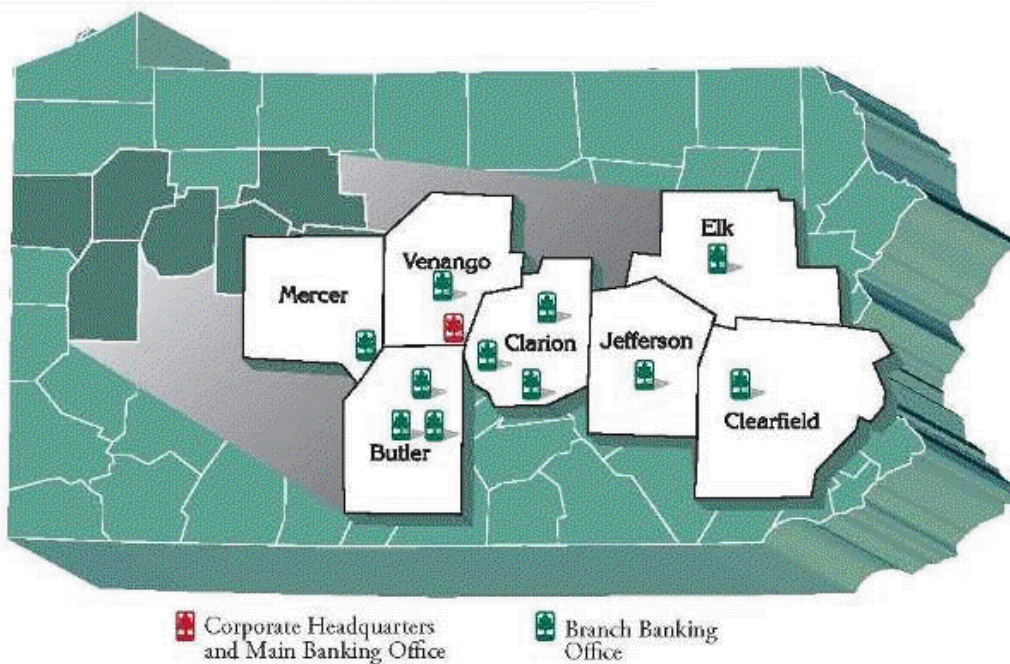 Elk
Venango
Mercer
Clarion
Jefferson
Clearfield
Butler
Corporate Headquarters
and Main Banking Office
Branch Banking
Office